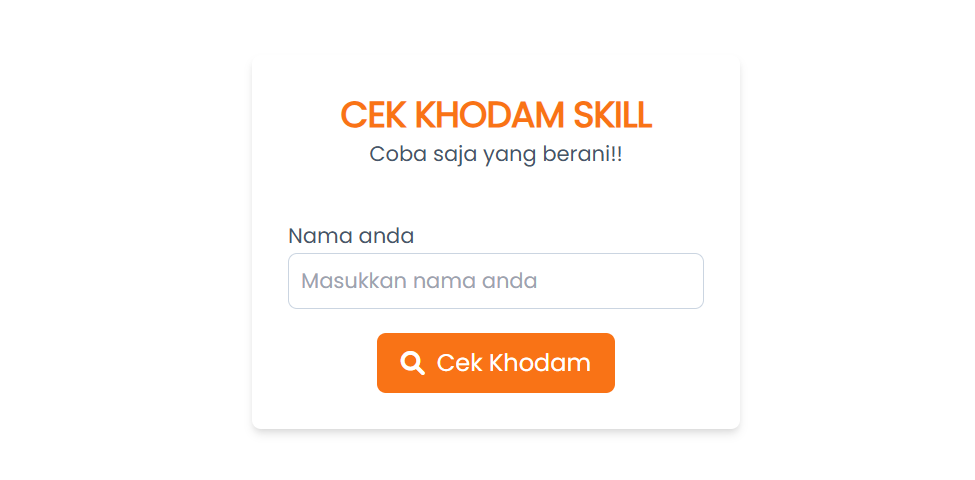 CEK KHODAM SKILL
Coba saja yang berani!!
Nama anda
Masukkan nama anda
Cek Khodam